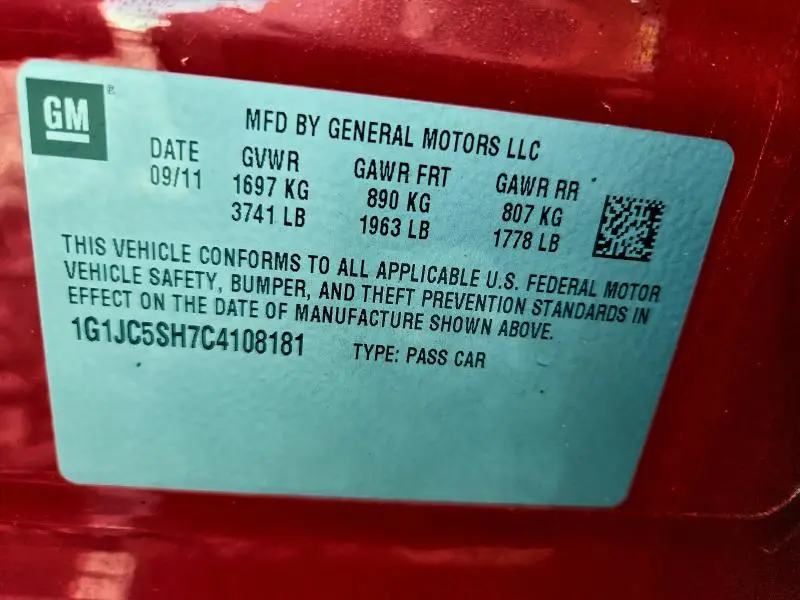 GM
MFD BY GENERAL MOTORS LLC
DATE GVWR GAWR FRT GAWR RR
09/11 1697 KG 890 KG 807 KG
3741 LB 1963 LB 1778 LB
THIS VEHICLE CONFORMS TO ALL APPLICABLE U.S. FEDERAL MOTOR
VEHICLE SAFETY, BUMPER, AND THEFT PREVENTION STANDARDS IN
EFFECT ON THE DATE OF MANUFACTURE SHOWN ABOVE.
1G1JC5SH7C4108181 TYPE: PASS CAR